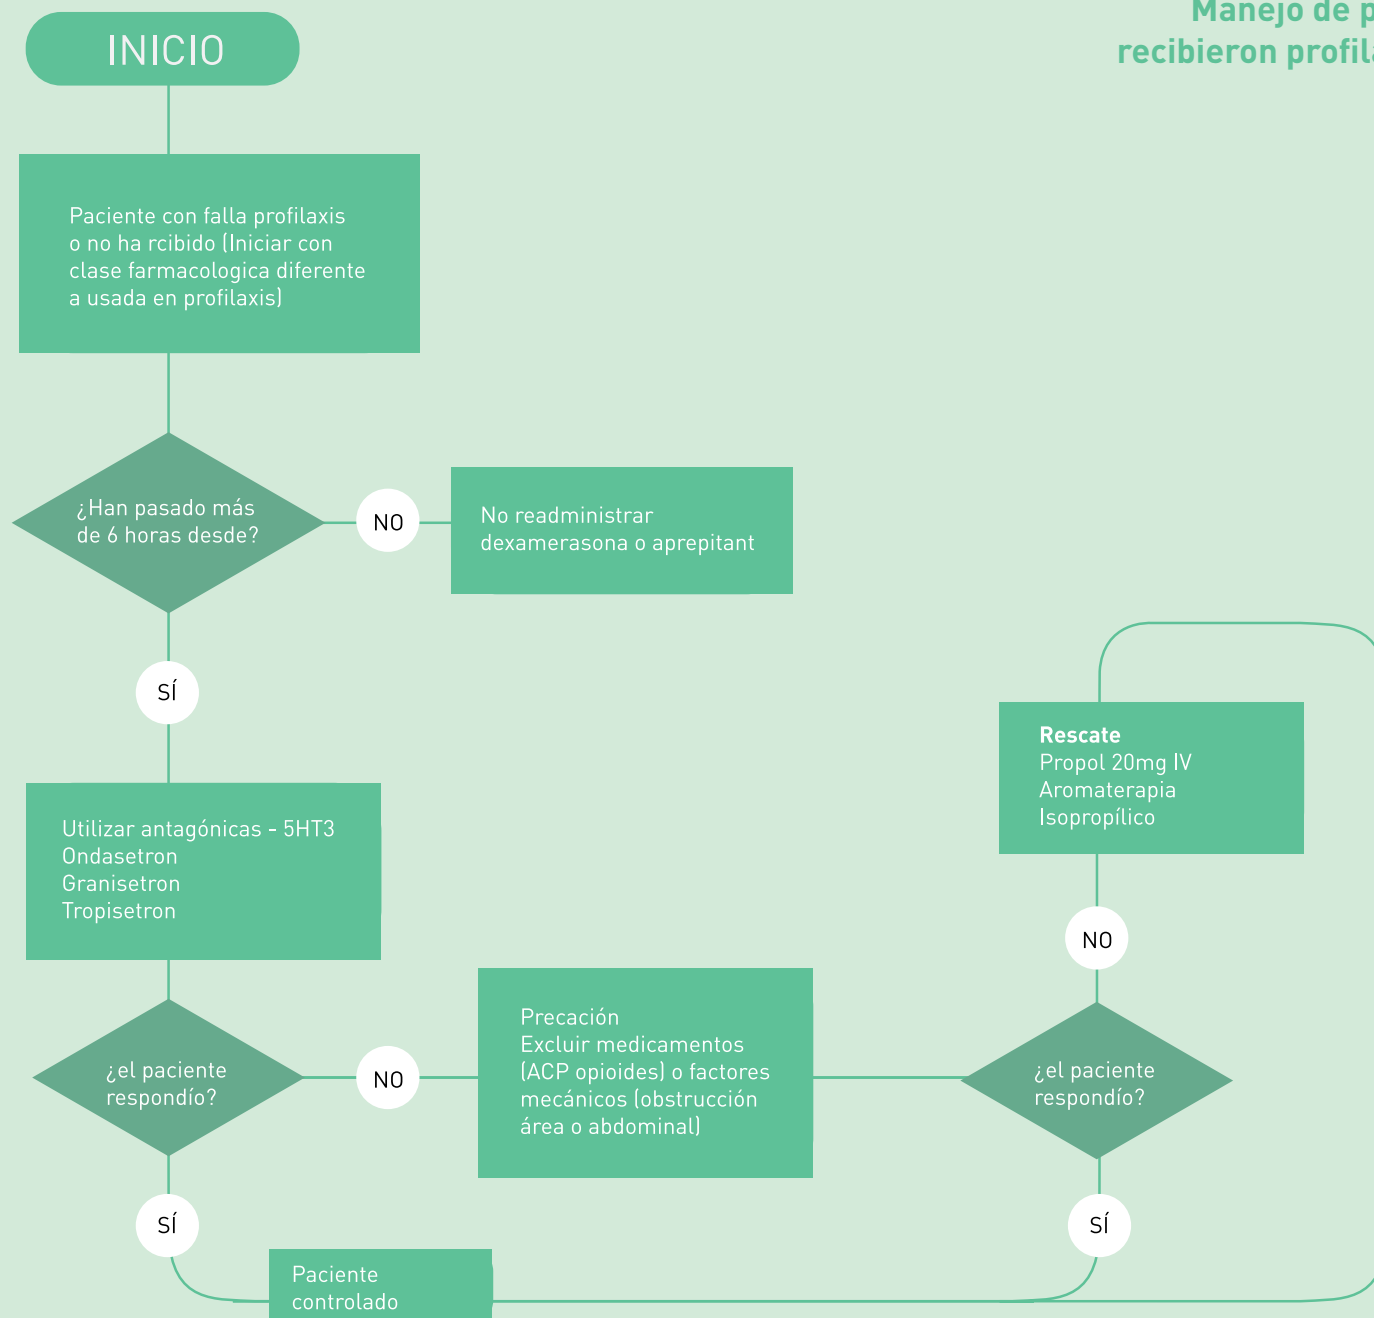 Manejo de p
recibieron profila
INICIO
Paciente con falla profilaxis
o no ha rcibido (Iniciar con
clase farmacologica diferente
a usada en profilaxis)
¿Han pasado más
de 6 horas desde?
NO
No readministrar
dexamerasona o aprepitant
SÍ
Utilizar antagónicas - 5HT3
Ondasetron
Granisetron
Tropisetron
Rescate
Propol 20mg IV
Aromaterapia
Isopropílico
NO
¿el paciente
respondío?
NO
Precación
Excluir medicamentos
(ACP opioides) o factores
mecánicos (obstrucción
área o abdominal)
¿el paciente
respondío?
SÍ
SÍ
Paciente
controlado